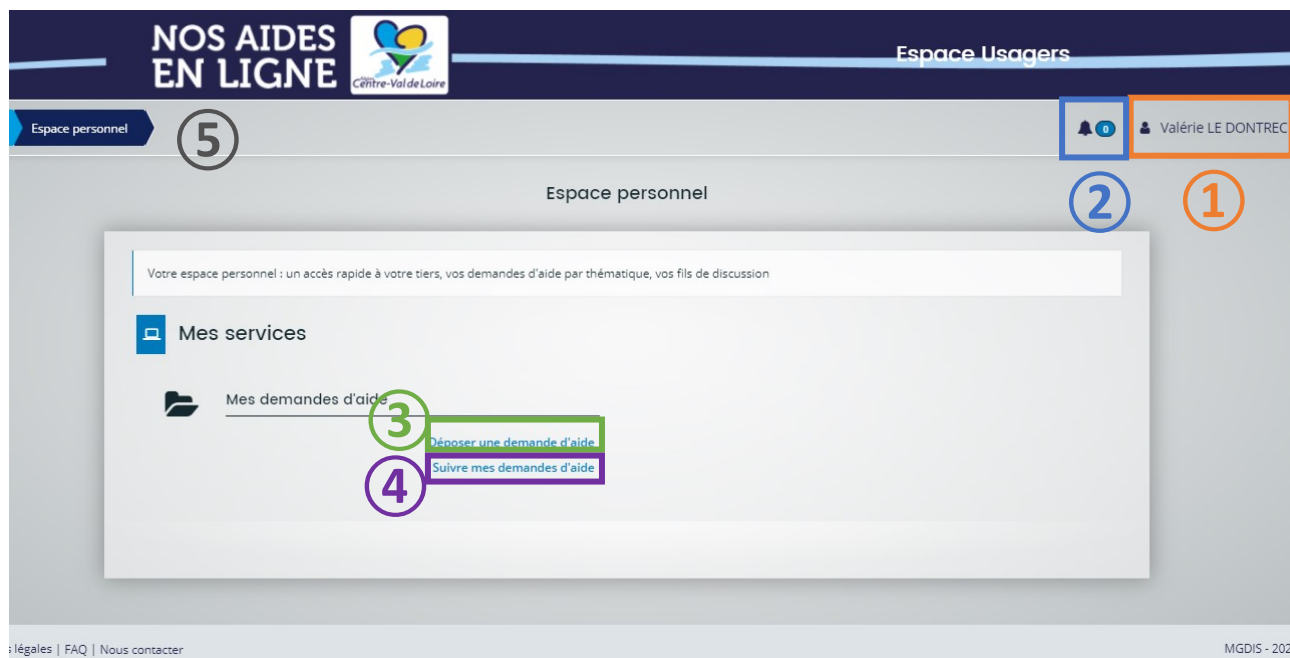 NOS AIDES
EN LIGNE
Région
Centre-Val de Loire
Espace Usagers
Espace personnel
5
0
Valérie LE DONTREC
2
1
Espace personnel
Votre espace personnel : un accès rapide à votre tiers, vos demandes d'aide par thématique, vos fils de discussion
Mes services
Mes demandes d'aide
3
Déposer une demande d'aide
Suivre mes demandes d'aide
4
légales | FAQ | Nous contacter
MGDIS - 202